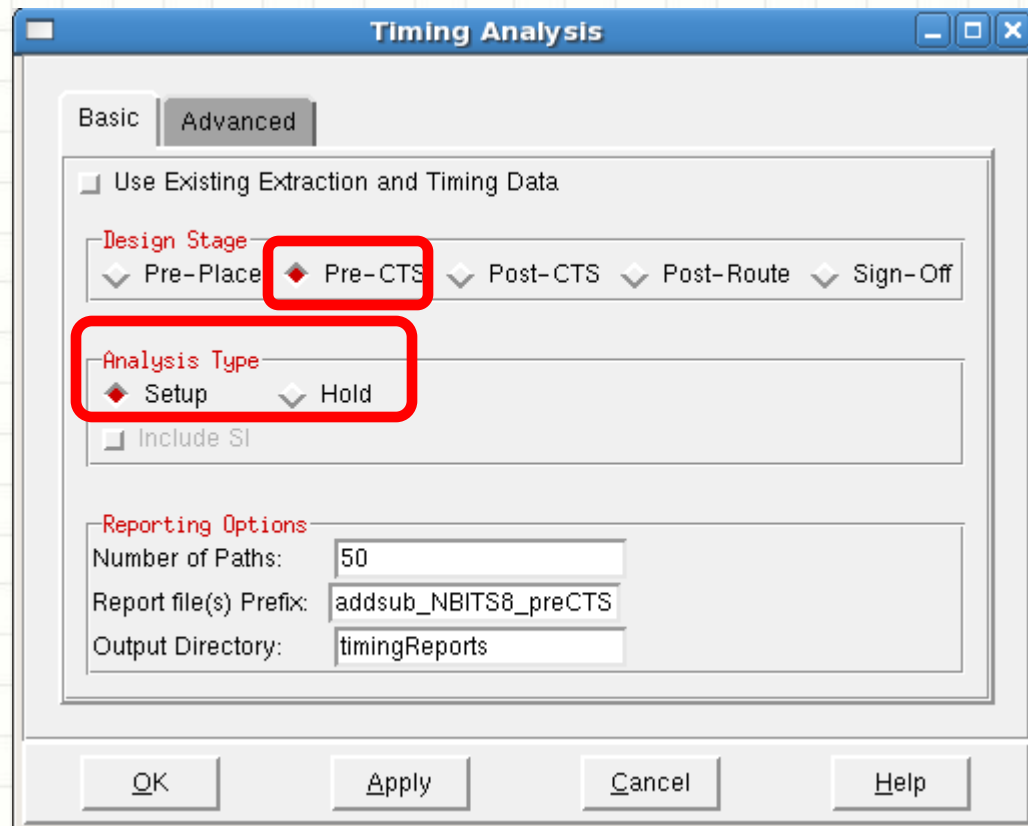 Timing Analysis
Basic Advanced
Use Existing Extraction and Timing Data
Design Stage
Pre-Place Pre-CTS Post-CTS Post-Route Sign-Off
Analysis Type
Setup Hold
Include SI
Reporting Options
Number of Paths: 50
Report file(s) Prefix: addsub_NBITS8_preCTS
Output Directory: timingReports
OK Apply Cancel Help